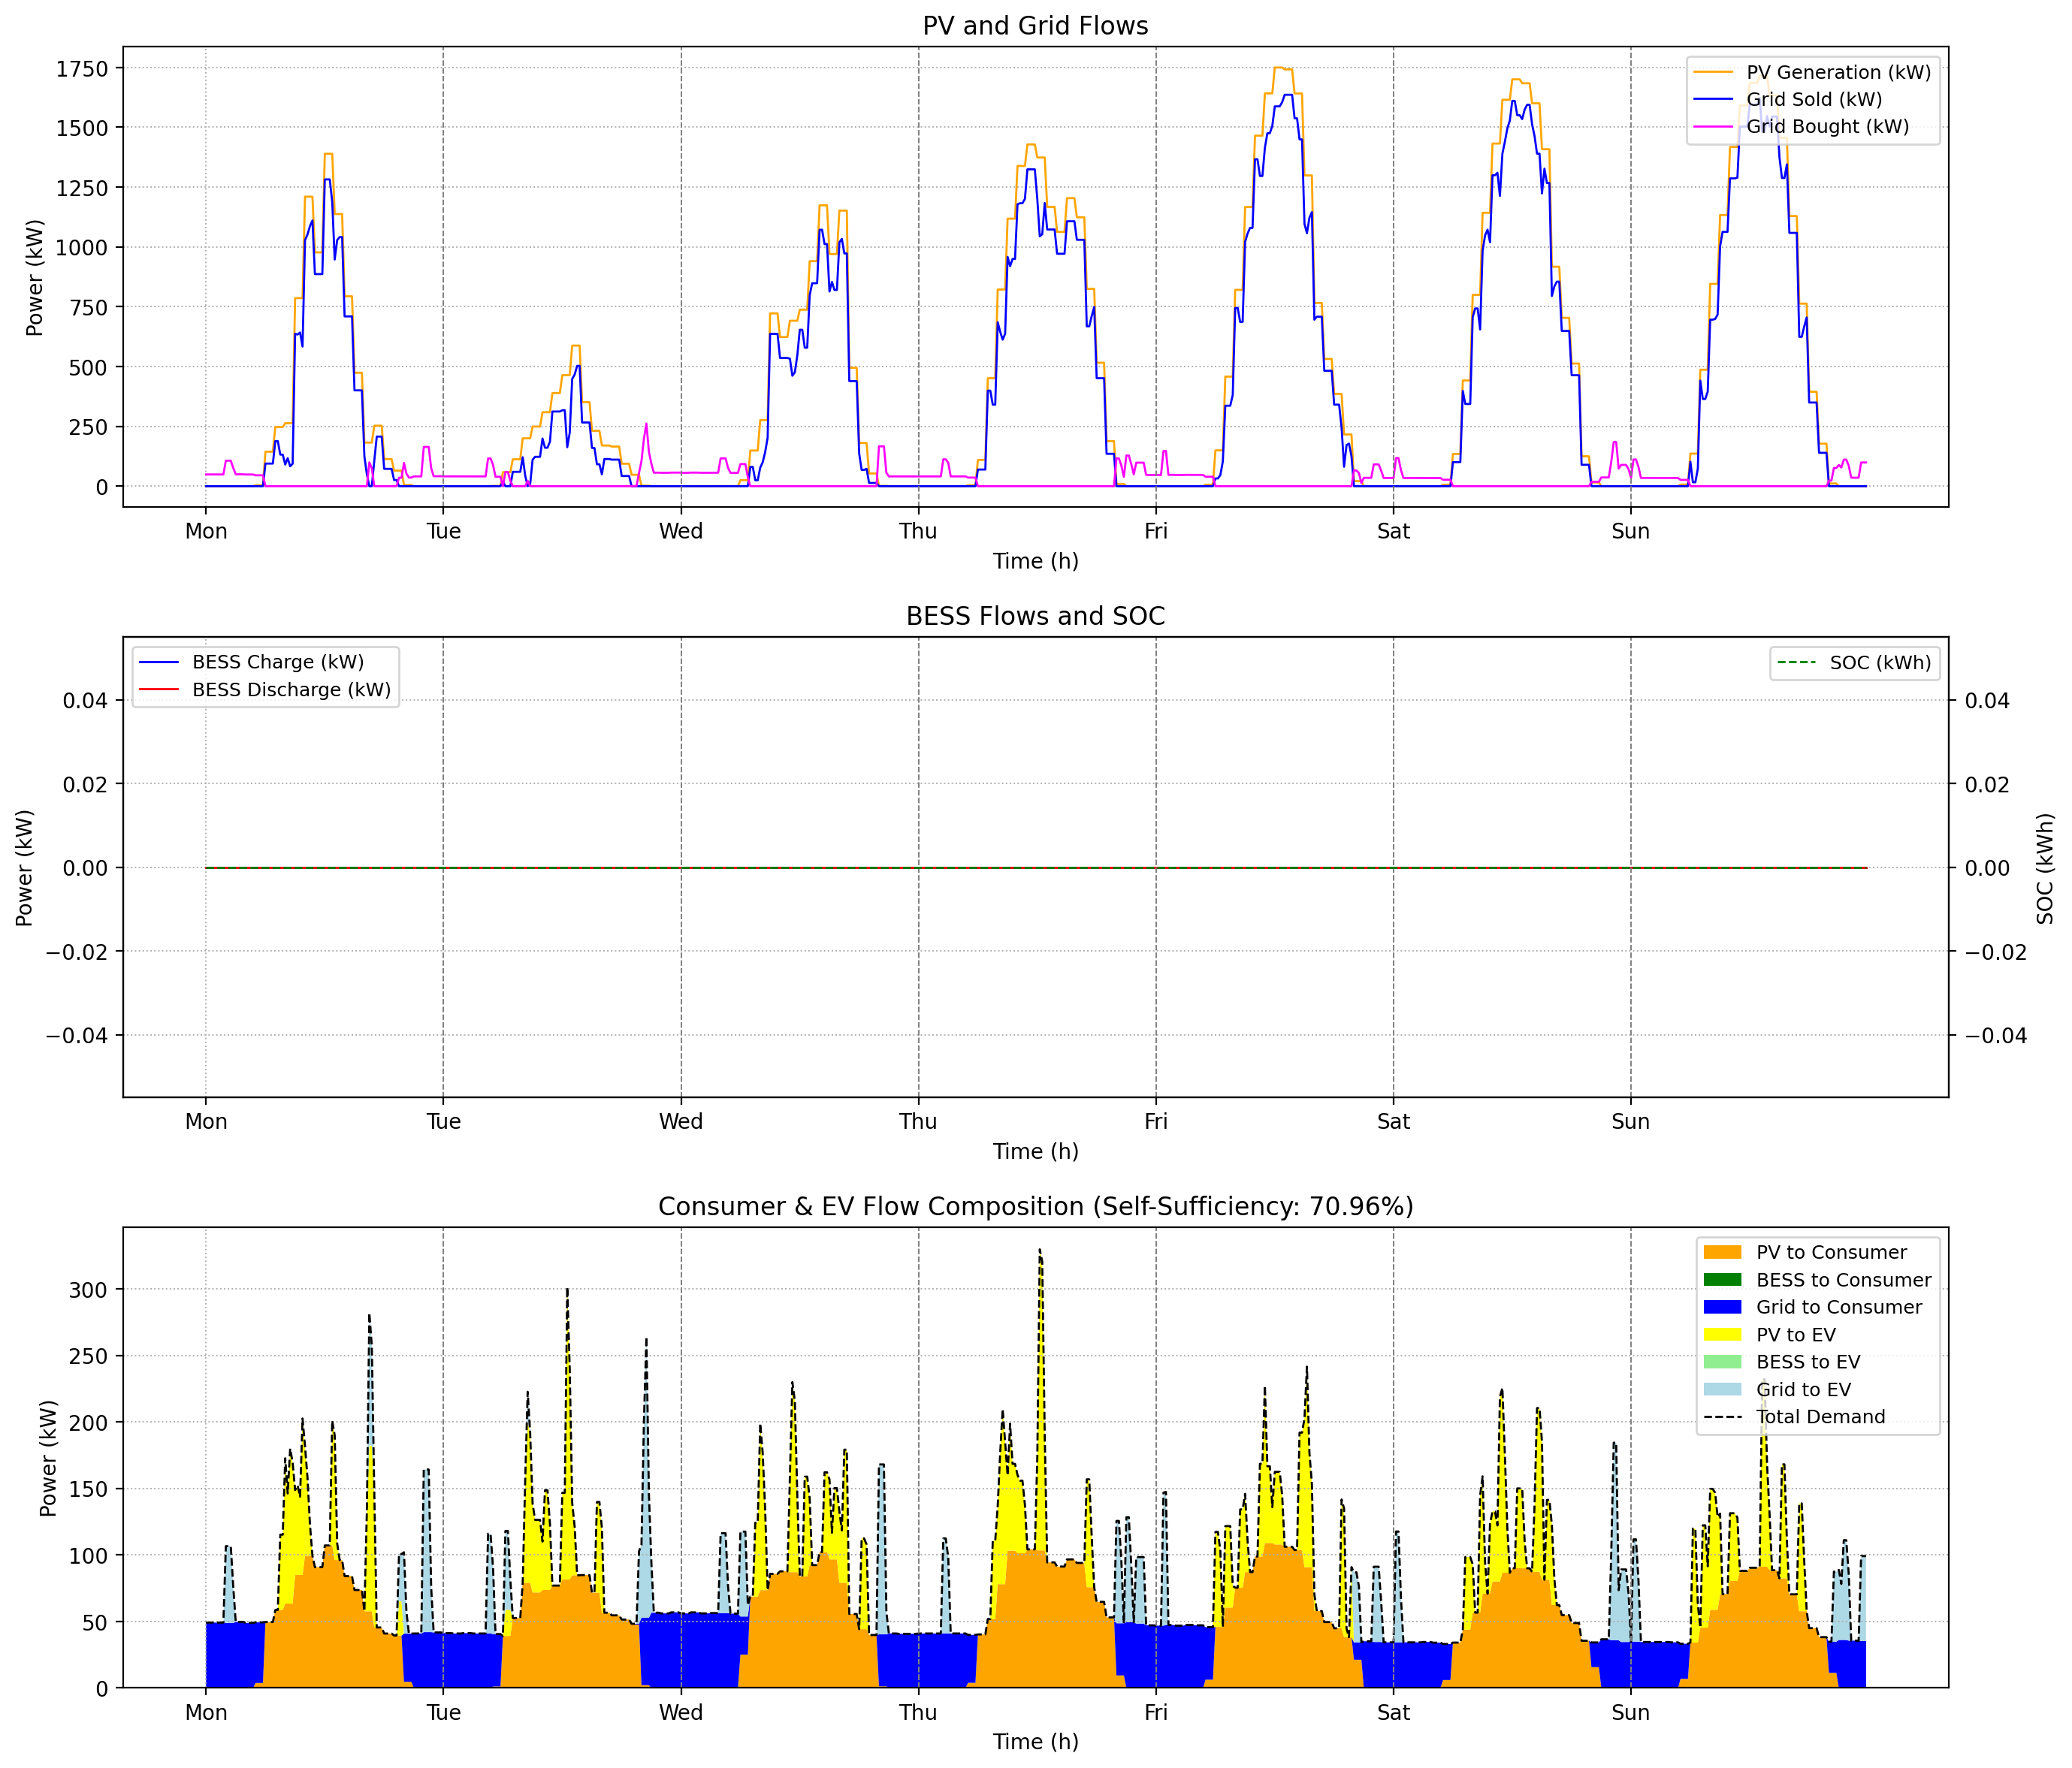 PV and Grid Flows
PV Generation (kW)
Grid Sold (kW)
Grid Bought (kW)
Power (kW)
1750
1500
1250
1000
750
500
250
0
Mon Tue Wed Thu Fri Sat Sun
Time (h)
BESS Flows and SOC
BESS Charge (kW)
BESS Discharge (kW)
SOC (kWh)
Power (kW)
0.04
0.02
0.00
−0.02
−0.04
0.04
0.02
0.00
−0.02
−0.04
SOC (kWh)
Mon Tue Wed Thu Fri Sat Sun
Time (h)
Consumer & EV Flow Composition (Self-Sufficiency: 70.96%)
PV to Consumer
BESS to Consumer
Grid to Consumer
PV to EV
BESS to EV
Grid to EV
Total Demand
Power (kW)
300
250
200
150
100
50
0
Mon Tue Wed Thu Fri Sat Sun
Time (h)